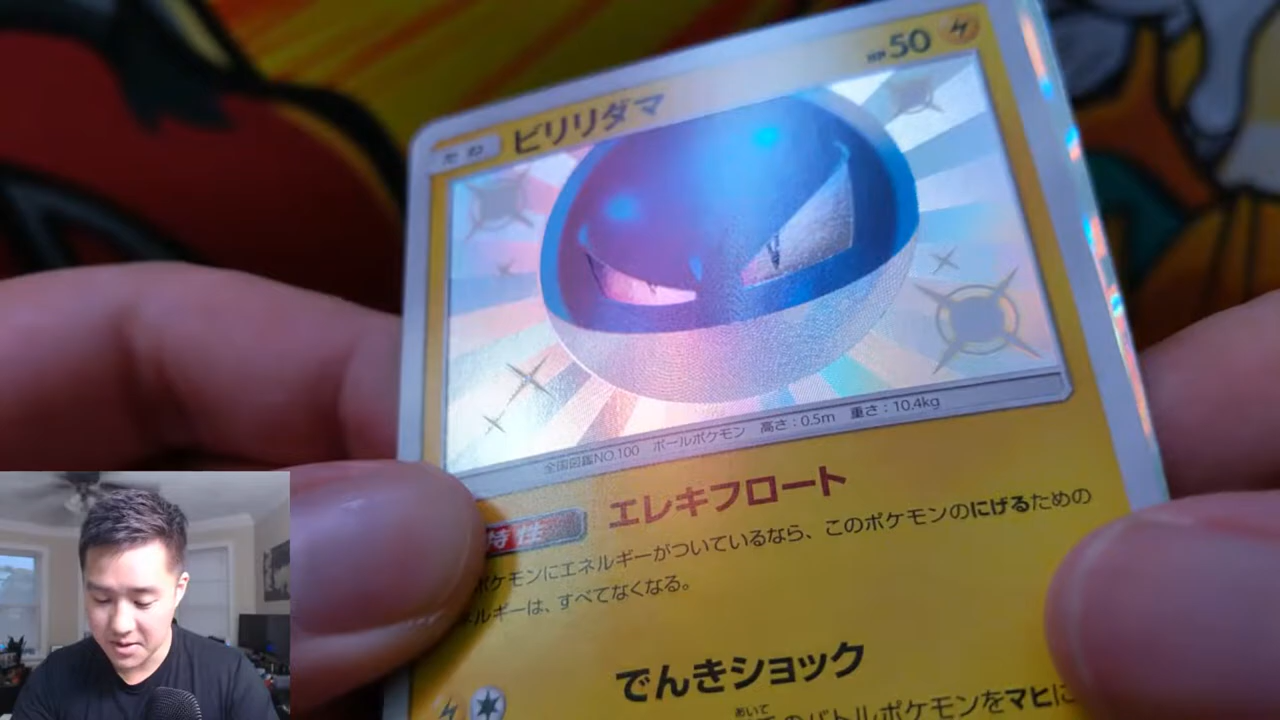 たね ビリリダマ HP 50
全国図鑑NO.100 ボールポケモン 高さ:0.5m 重さ:10.4kg
特性 エレキフロート
ポケモンにエネルギーがついているなら、このポケモンのにげるための
ルギーは、すべてなくなる。
でんきショック
あいて
のバトルポケモンをマヒに